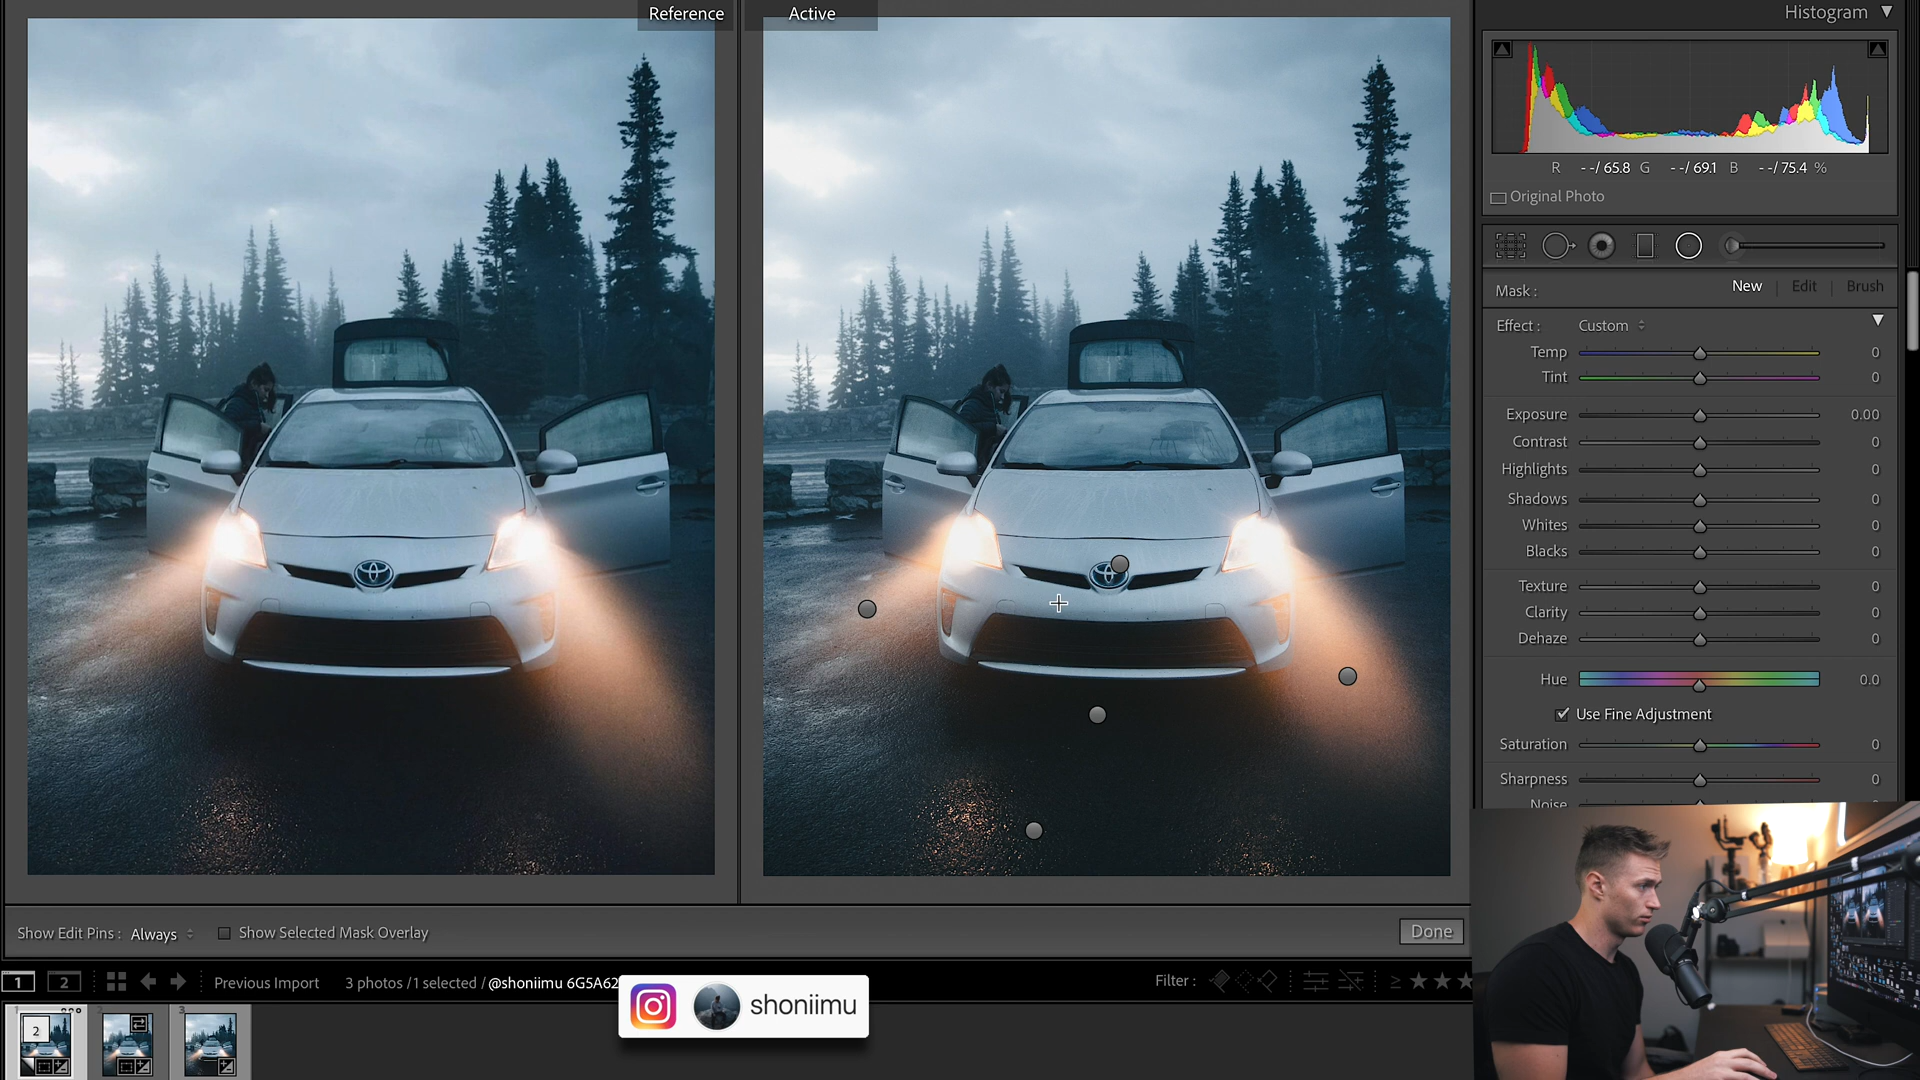 Reference
Active
Histogram
R --/ 65.8 G --/ 69.1 B --/ 75.4 %
Original Photo
Mask :
New | Edit | Brush
Effect : Custom
Temp 0
Tint 0
Exposure 0.00
Contrast 0
Highlights 0
Shadows 0
Whites 0
Blacks 0
Texture 0
Clarity 0
Dehaze 0
Hue 0.0
Use Fine Adjustment
Saturation 0
Sharpness 0
Noise
Show Edit Pins : Always
Show Selected Mask Overlay
Done
1 2
Previous Import
3 photos /1 selected / @shoniimu 6G5A62
Filter :
≥ ★ ★ ★
shoniimu
2
3